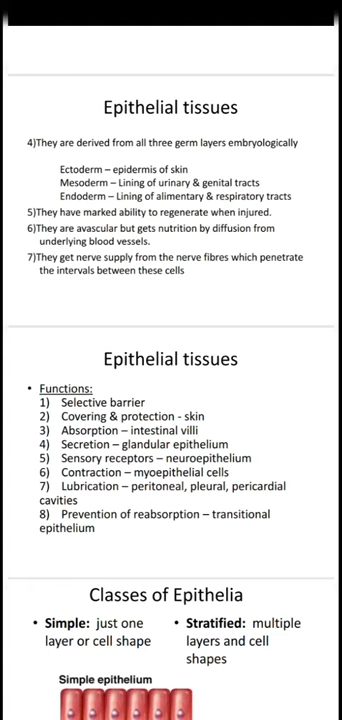 Epithelial tissues
4)They are derived from all three germ layers embryologically
Ectoderm – epidermis of skin
Mesoderm – Lining of urinary & genital tracts
Endoderm – Lining of alimentary & respiratory tracts
5)They have marked ability to regenerate when injured.
6)They are avascular but gets nutrition by diffusion from
underlying blood vessels.
7)They get nerve supply from the nerve fibres which penetrate
the intervals between these cells
Epithelial tissues
• Functions:
1) Selective barrier
2) Covering & protection - skin
3) Absorption – intestinal villi
4) Secretion – glandular epithelium
5) Sensory receptors – neuroepithelium
6) Contraction – myoepithelial cells
7) Lubrication – peritoneal, pleural, pericardial
cavities
8) Prevention of reabsorption – transitional
epithelium
Classes of Epithelia
• Simple: just one
layer or cell shape
• Stratified: multiple
layers and cell
shapes
Simple epithelium